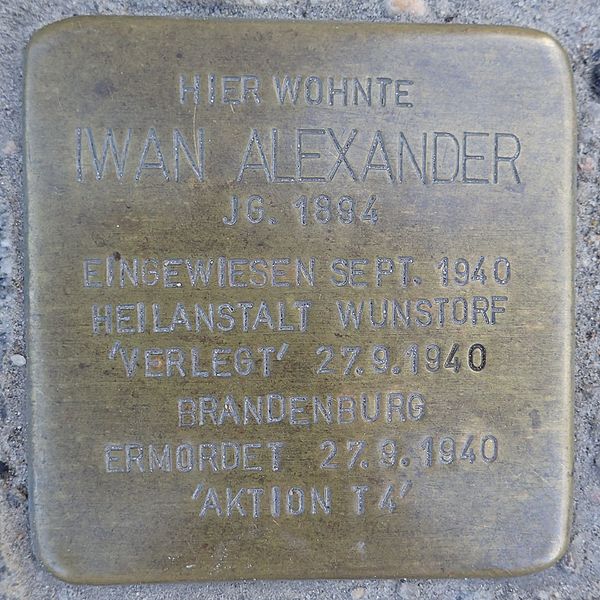 HIER WOHNTE
IWAN ALEXANDER
JG. 1894
EINGEWIESEN SEPT. 1940
HEILANSTALT WUNSTORF
'VERLEGT' 27.9.1940
BRANDENBURG
ERMORDET 27.9.1940
'AKTION T4'